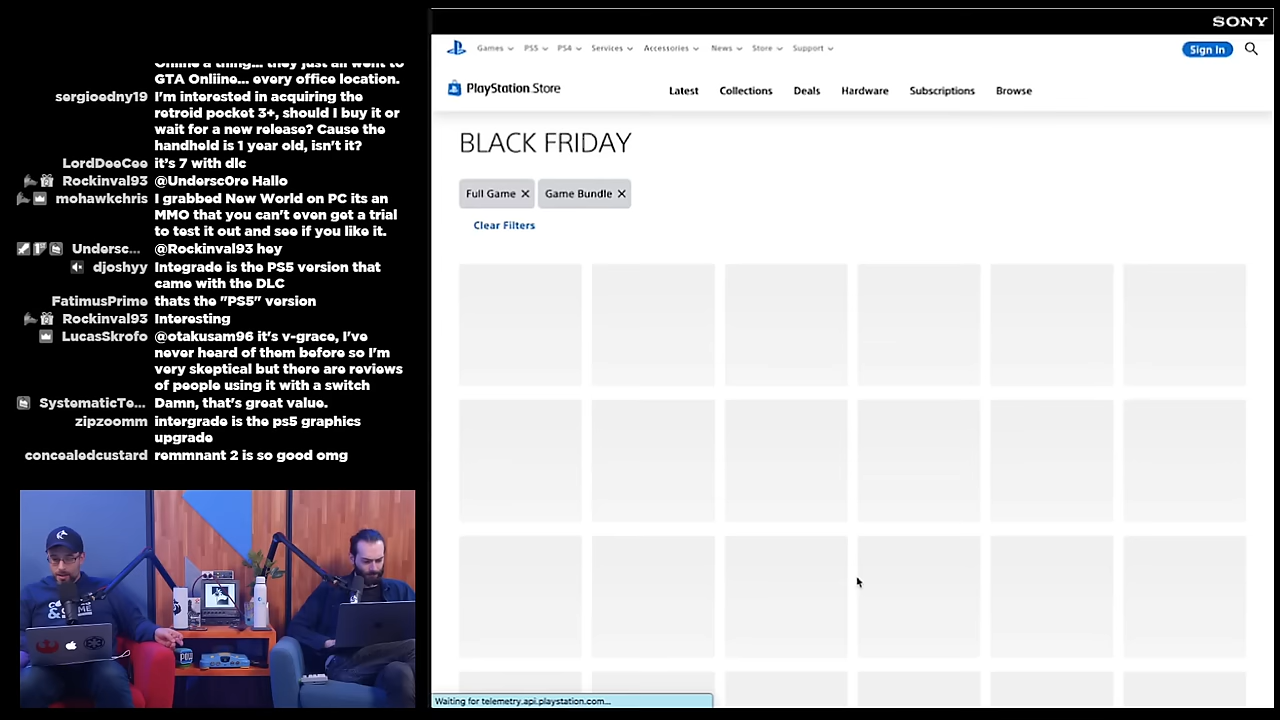 Online a thing... they just all went to
GTA Onliine... every office location.
sergioedny19 I'm interested in acquiring the
retroid pocket 3+, should I buy it or
wait for a new release? Cause the
handheld is 1 year old, isn't it?
LordDeeCee it's 7 with dlc
Rockinval93 @Undersc0re Hallo
mohawkchris I grabbed New World on PC its an
MMO that you can't even get a trial
to test it out and see if you like it.
Undersc... @Rockinval93 hey
djoshyy Integrade is the PS5 version that
came with the DLC
FatimusPrime thats the "PS5" version
Rockinval93 Interesting
LucasSkrofo @otakusam96 it's v-grace, I've
never heard of them before so I'm
very skeptical but there are reviews
of people using it with a switch
SystematicTe... Damn, that's great value.
zipzoomm intergrade is the ps5 graphics
upgrade
concealedcustard remmnant 2 is so good omg
SONY
Games PS5 PS4 Services Accessories News Store Support
Sign In
PlayStation Store
Latest Collections Deals Hardware Subscriptions Browse
BLACK FRIDAY
Full Game Game Bundle
Clear Filters
Waiting for telemetry.api.playstation.com...